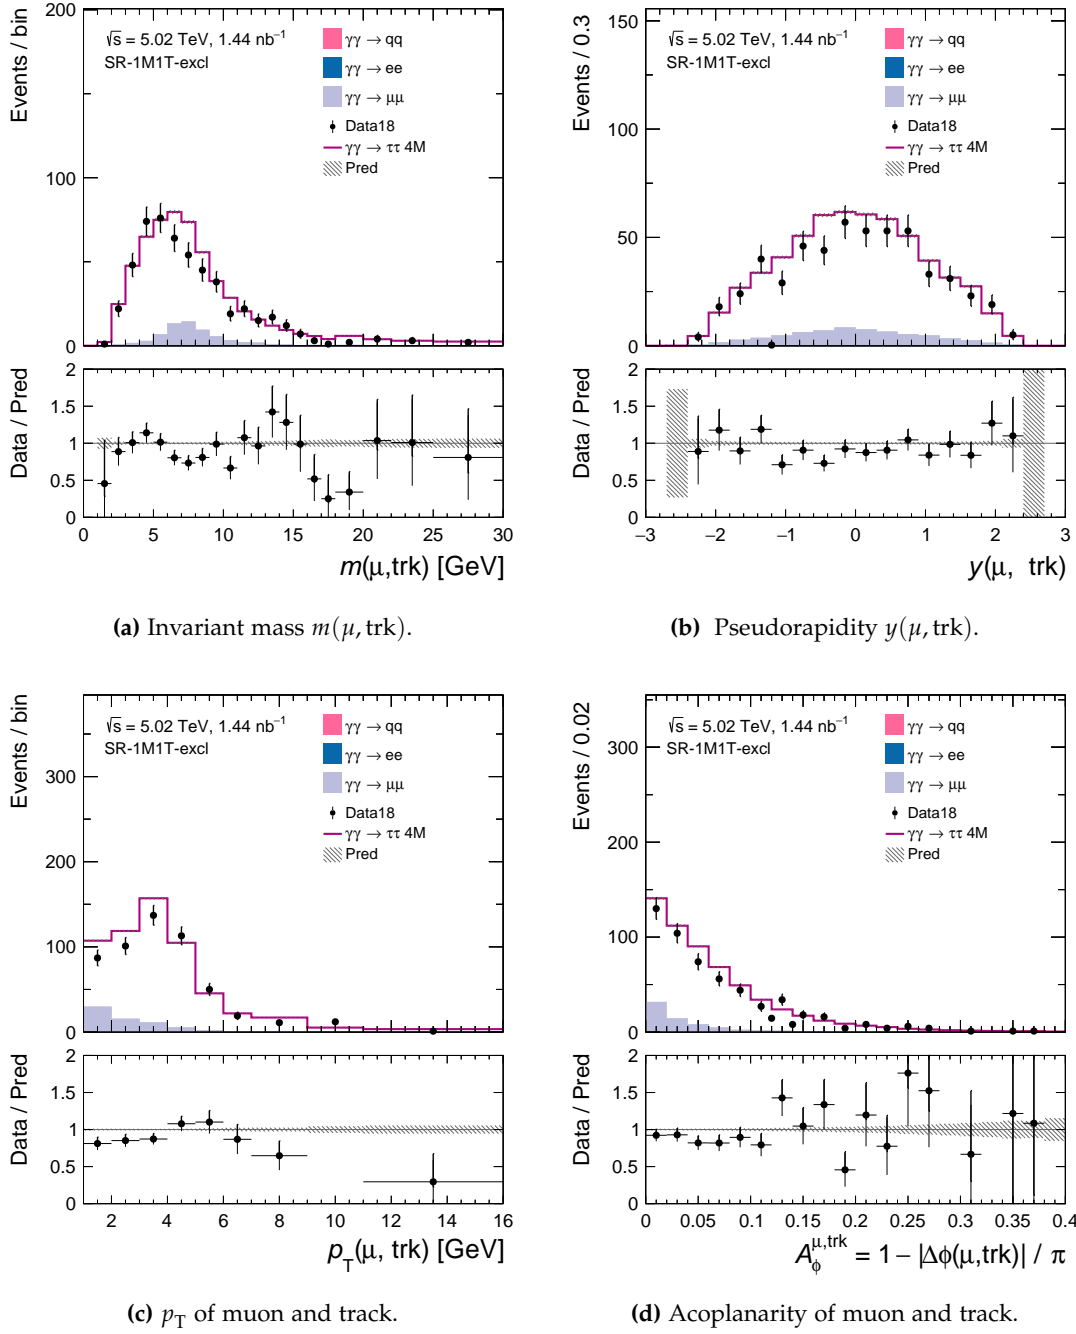 Events / bin
200
100
0
√s = 5.02 TeV, 1.44 nb⁻¹
SR-1M1T-excl
γγ → qq
γγ → ee
γγ → μμ
Data18
γγ → ττ 4M
Pred
Data / Pred
2
1.5
1
0.5
0
0 5 10 15 20 25 30
m(μ,trk) [GeV]
(a) Invariant mass m(μ, trk).
Events / 0.3
150
100
50
0
√s = 5.02 TeV, 1.44 nb⁻¹
SR-1M1T-excl
γγ → qq
γγ → ee
γγ → μμ
Data18
γγ → ττ 4M
Pred
Data / Pred
2
1.5
1
0.5
0
−3 −2 −1 0 1 2 3
y(μ, trk)
(b) Pseudorapidity y(μ, trk).
Events / bin
350
300
250
200
150
100
50
0
√s = 5.02 TeV, 1.44 nb⁻¹
SR-1M1T-excl
γγ → qq
γγ → ee
γγ → μμ
Data18
γγ → ττ 4M
Pred
Data / Pred
2
1.5
1
0.5
0
2 4 6 8 10 12 14 16
p_T(μ, trk) [GeV]
(c) p_T of muon and track.
Events / 0.02
350
300
250
200
150
100
50
0
√s = 5.02 TeV, 1.44 nb⁻¹
SR-1M1T-excl
γγ → qq
γγ → ee
γγ → μμ
Data18
γγ → ττ 4M
Pred
Data / Pred
2
1.5
1
0.5
0
0 0.05 0.1 0.15 0.2 0.25 0.3 0.35 0.4
A_ϕ^μ,trk = 1 − |Δϕ(μ,trk)| / π
(d) Acoplanarity of muon and track.